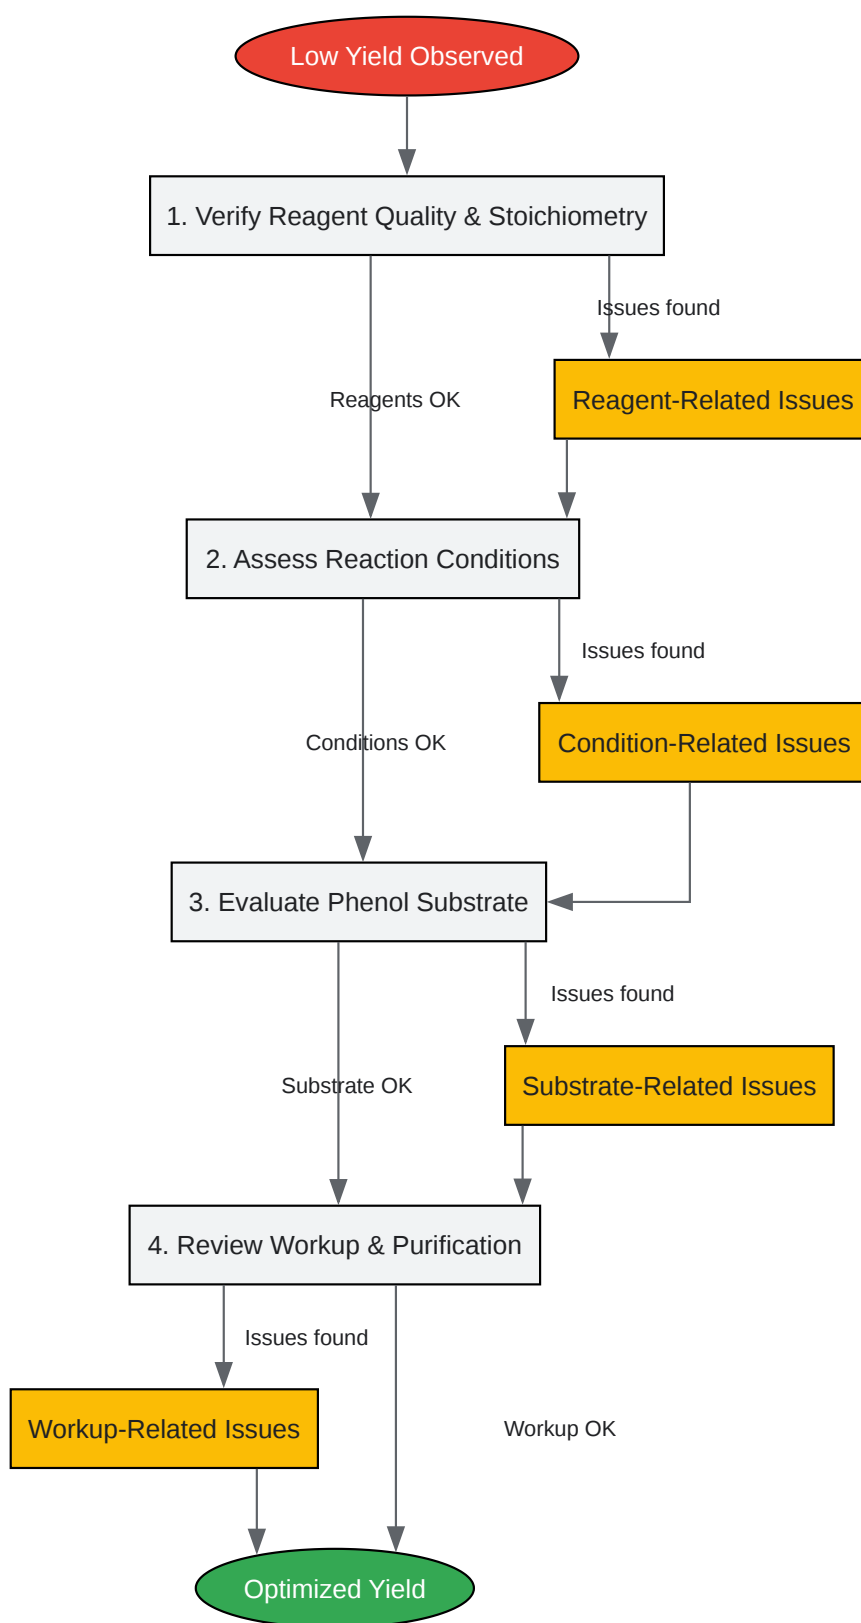 Low Yield Observed
1. Verify Reagent Quality & Stoichiometry
Issues found
Reagents OK
Reagent-Related Issues
2. Assess Reaction Conditions
Issues found
Conditions OK
Condition-Related Issues
3. Evaluate Phenol Substrate
Issues found
Substrate OK
Substrate-Related Issues
4. Review Workup & Purification
Issues found
Workup-Related Issues
Workup OK
Optimized Yield